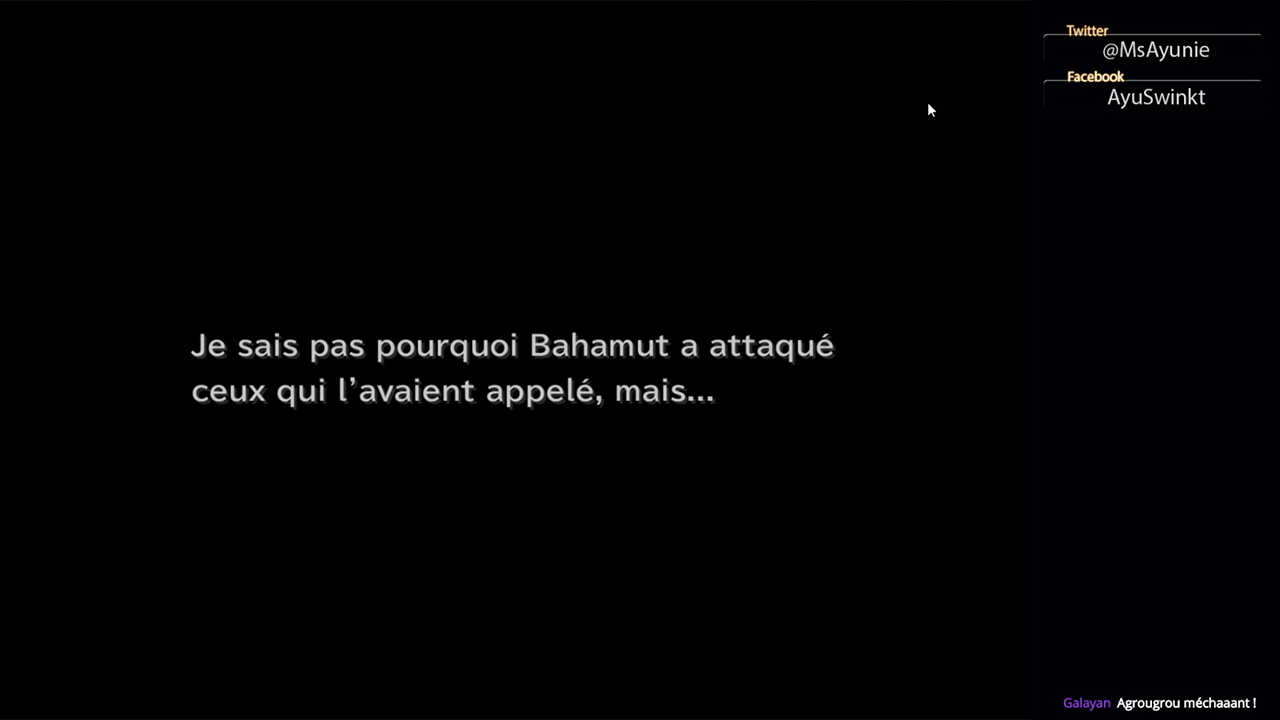 Twitter
@MsAyunie
Facebook
AyuSwinkt
Je sais pas pourquoi Bahamut a attaqué
ceux qui l’avaient appelé, mais...
Galayan Agrougrou méchaaant !